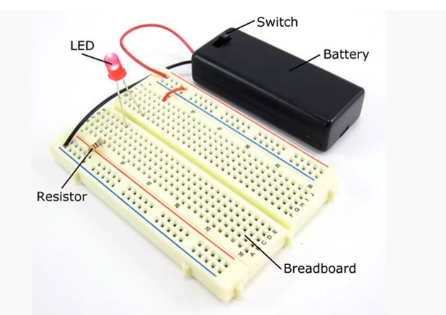 Switch
LED
Battery
Resistor
Breadboard